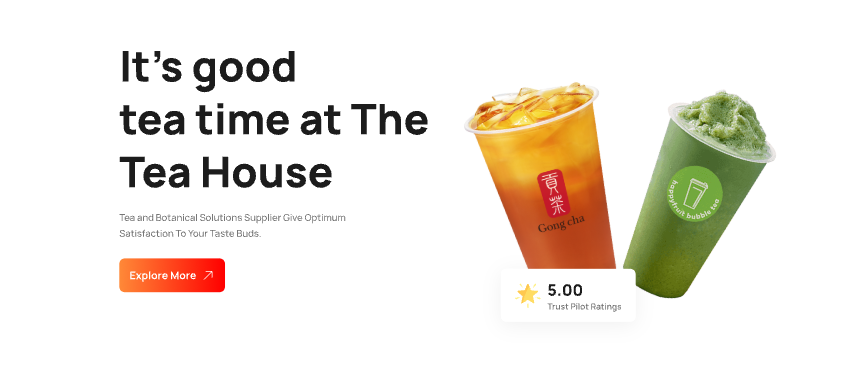 It's good
tea time at The
Tea House
Tea and Botanical Solutions Supplier Give Optimum
Satisfaction To Your Taste Buds.
Explore More
貢茶
Gong cha
happyfruit bubble tea
5.00
Trust Pilot Ratings